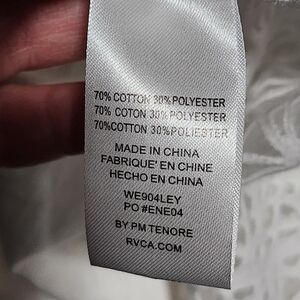 70% COTTON 30% POLYESTER
70% COTON 30% POLYESTER
70%COTTON 30%POLIESTER
MADE IN CHINA
FABRIQUE' EN CHINE
HECHO EN CHINA
WE904LEY
PO #ENE04
BY PM TENORE
RVCA.COM